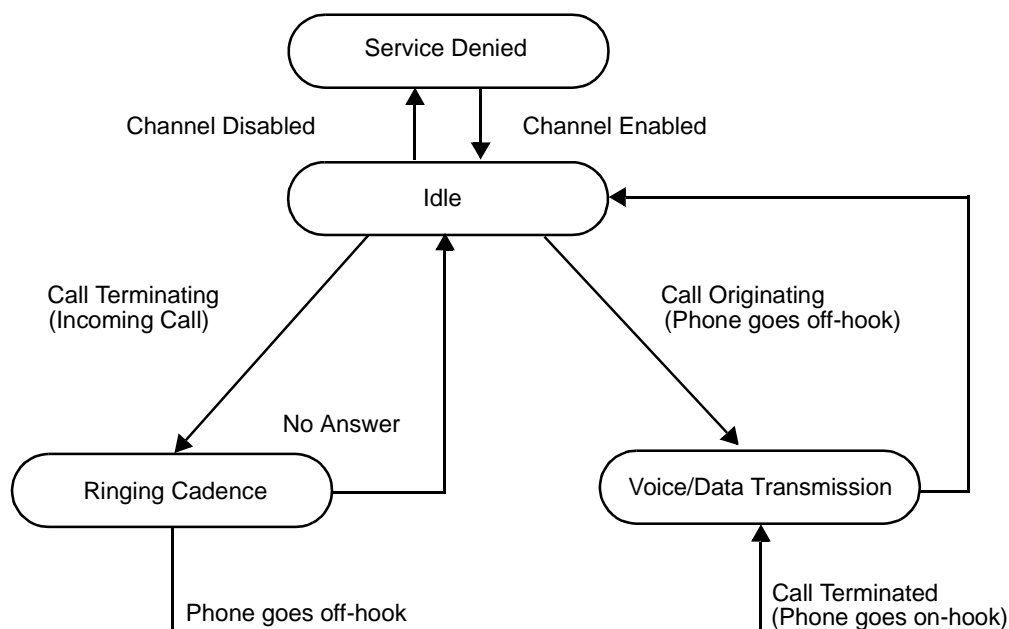 Service Denied
Channel Disabled
Channel Enabled
Idle
Call Terminating
(Incoming Call)
Call Originating
(Phone goes off-hook)
No Answer
Ringing Cadence
Voice/Data Transmission
Phone goes off-hook
Call Terminated
(Phone goes on-hook)